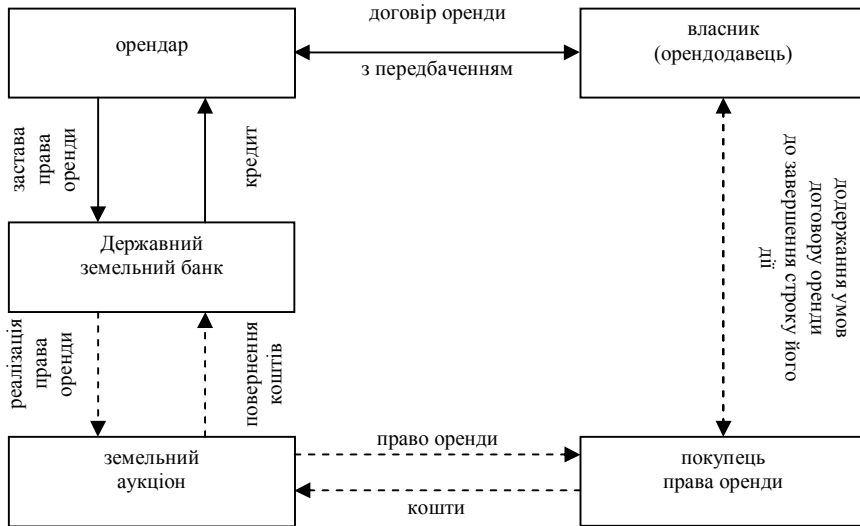 договір оренди
орендар
з передбаченням
власник
(орендодавець)
застава
права
оренди
кредит
додержання умов
договору оренди
до завершення строку його
дії
Державний
земельний банк
реалізація
права
оренди
повернення
коштів
земельний
аукціон
право оренди
кошти
покупець
права оренди